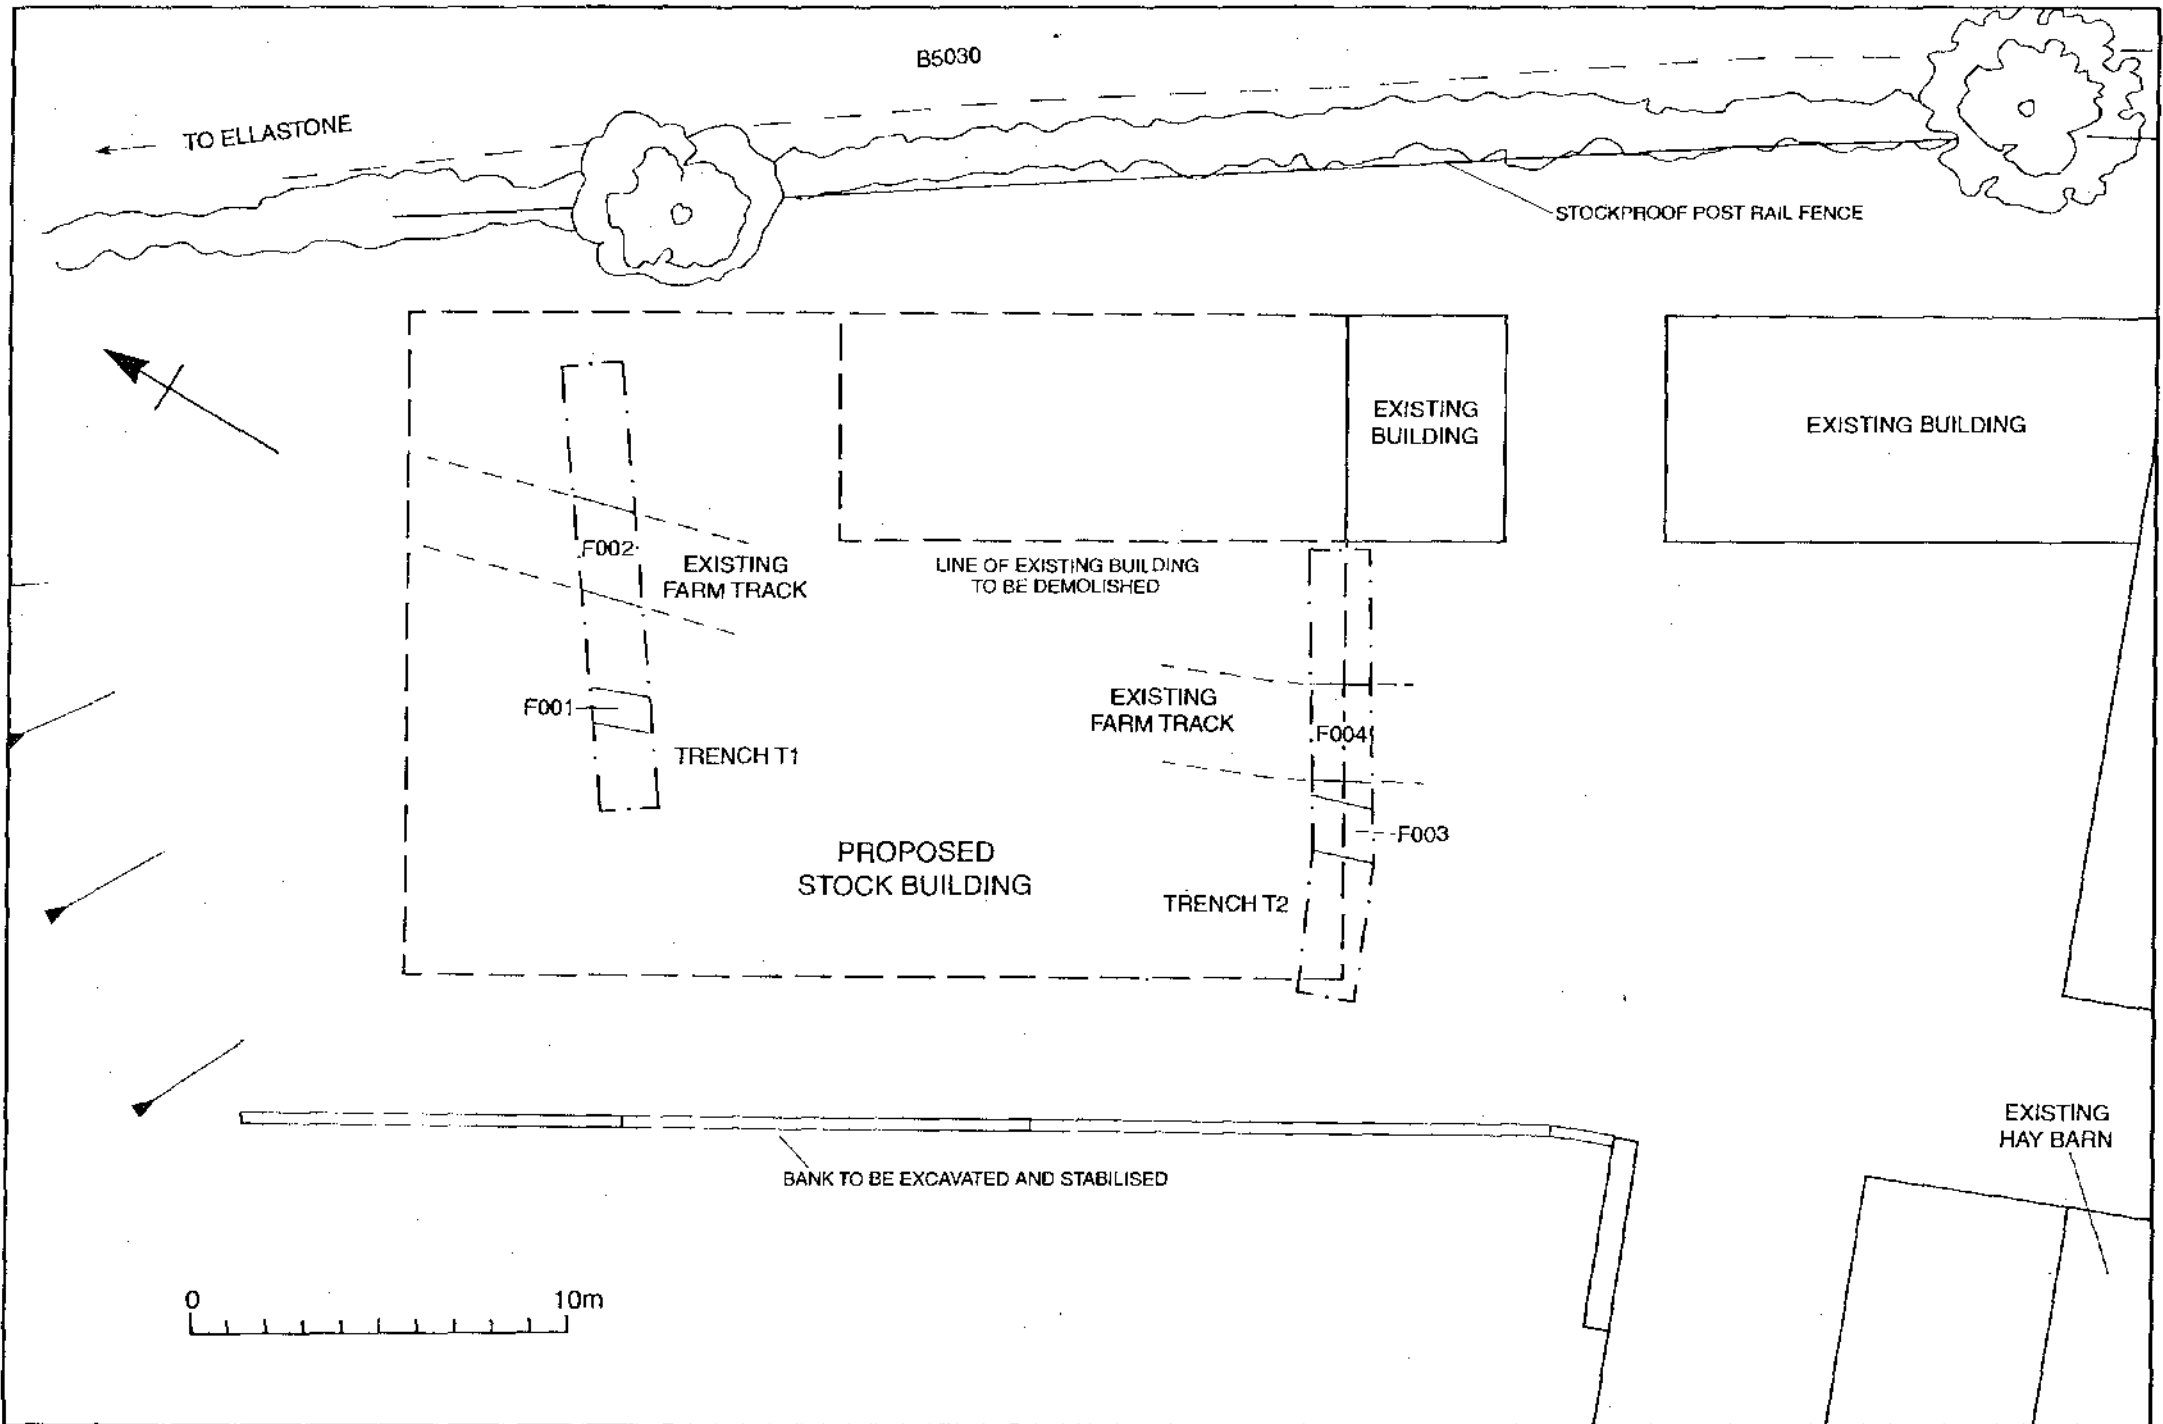 B5030
TO ELLASTONE
STOCKPROOF POST RAIL FENCE
EXISTING
BUILDING
EXISTING BUILDING
F002
EXISTING
FARM TRACK
LINE OF EXISTING BUILDING
TO BE DEMOLISHED
F001
TRENCH T1
EXISTING
FARM TRACK
F004
F003
PROPOSED
STOCK BUILDING
TRENCH T2
EXISTING
HAY BARN
BANK TO BE EXCAVATED AND STABILISED
0 10m